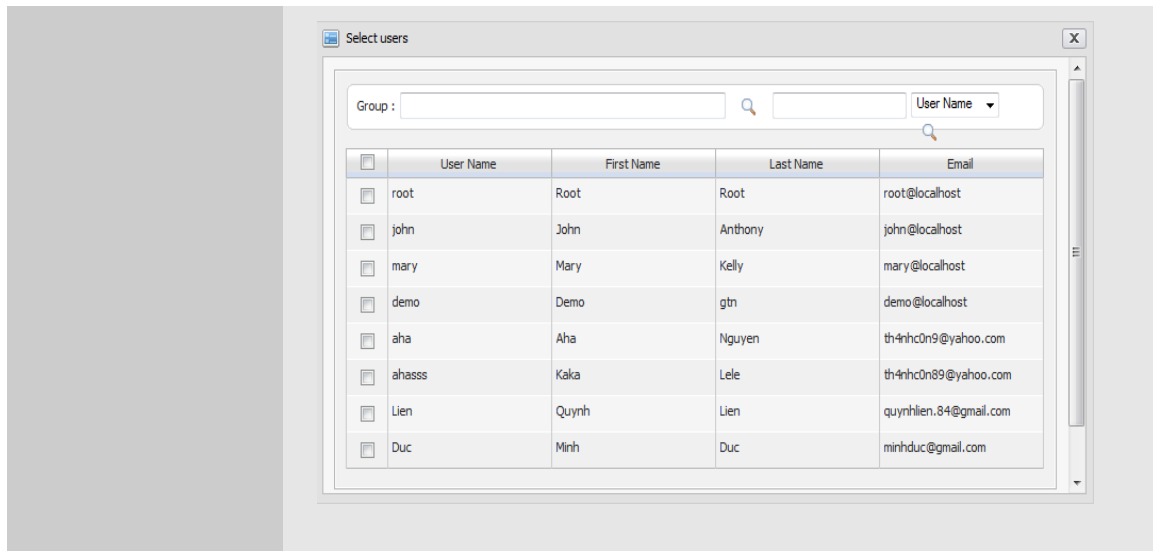 Select users
X
Group :
User Name
User Name First Name Last Name Email
root Root Root root@localhost
john John Anthony john@localhost
mary Mary Kelly mary@localhost
demo Demo gtn demo@localhost
aha Aha Nguyen th4nhc0n9@yahoo.com
ahasss Kaka Lele th4nhc0n89@yahoo.com
Lien Quynh Lien quynhlien.84@gmail.com
Duc Minh Duc minhduc@gmail.com